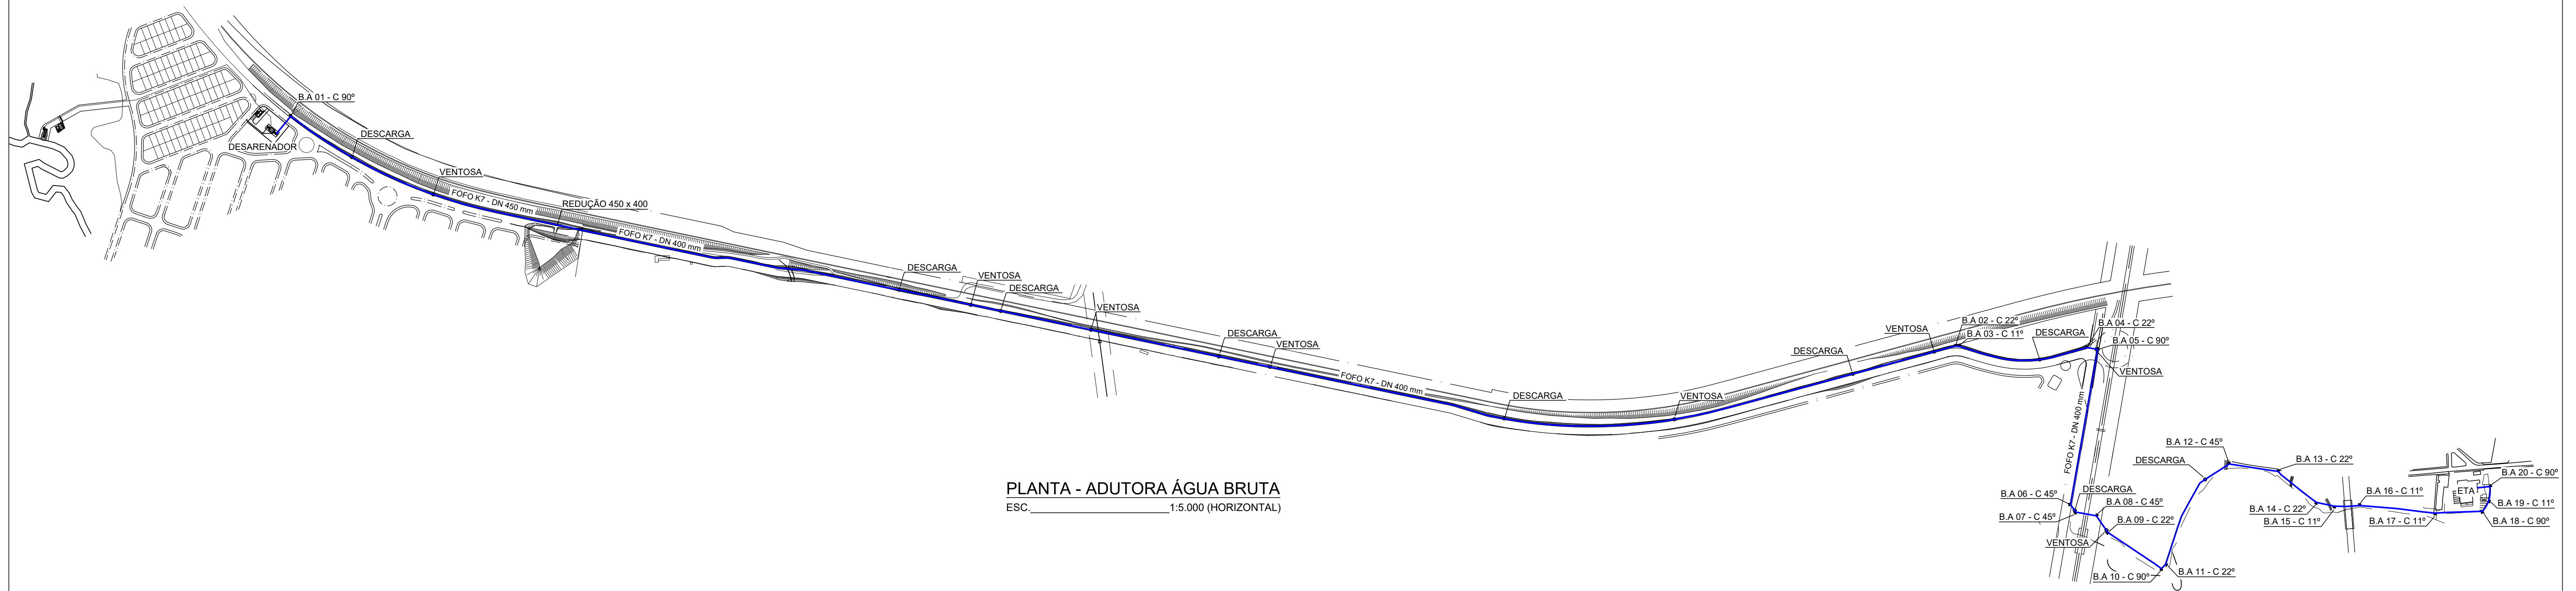 B.A 01 - C 90º
DESCARGA
DESARENADOR
VENTOSA
FOFO K7 - DN 450 mm
REDUÇÃO 450 x 400
FOFO K7 - DN 400 mm
DESCARGA
VENTOSA
DESCARGA
VENTOSA
DESCARGA
VENTOSA
FOFO K7 - DN 400 mm
DESCARGA
VENTOSA
DESCARGA
VENTOSA
B.A 02 - C 22º
B.A 03 - C 11º
DESCARGA
B.A 04 - C 22º
B.A 05 - C 90º
VENTOSA
FOFO K7 - DN 400 mm
B.A 06 - C 45º
DESCARGA
B.A 07 - C 45º
B.A 08 - C 45º
B.A 09 - C 22º
VENTOSA
B.A 10 - C 90º
B.A 11 - C 22º
DESCARGA
B.A 12 - C 45º
B.A 13 - C 22º
B.A 14 - C 22º
B.A 15 - C 11º
B.A 16 - C 11º
B.A 17 - C 11º
ETA
B.A 18 - C 90º
B.A 19 - C 11º
B.A 20 - C 90º
PLANTA - ADUTORA ÁGUA BRUTA
ESC. 1:5.000 (HORIZONTAL)